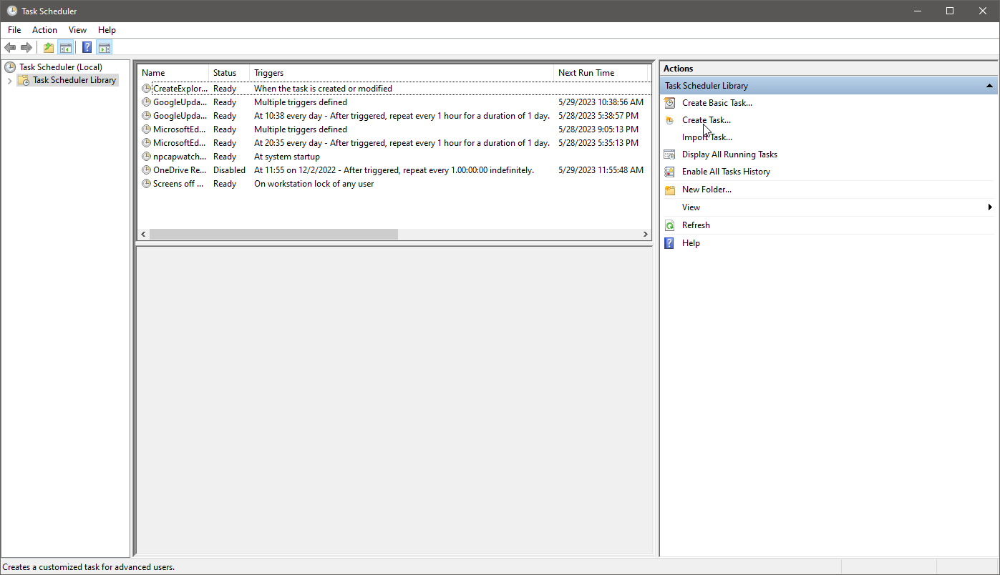 Task Scheduler
File Action View Help
Task Scheduler (Local)
Task Scheduler Library
Name Status Triggers Next Run Time
CreateExplor... Ready When the task is created or modified
GoogleUpda... Ready Multiple triggers defined 5/29/2023 10:38:56 AM
GoogleUpda... Ready At 10:38 every day - After triggered, repeat every 1 hour for a duration of 1 day. 5/28/2023 5:38:57 PM
MicrosoftEd... Ready Multiple triggers defined 5/28/2023 9:05:13 PM
MicrosoftEd... Ready At 20:35 every day - After triggered, repeat every 1 hour for a duration of 1 day. 5/28/2023 5:35:13 PM
npcapwatch... Ready At system startup
OneDrive Re... Disabled At 11:55 on 12/2/2022 - After triggered, repeat every 1.00:00:00 indefinitely. 5/29/2023 11:55:48 AM
Screens off ... Ready On workstation lock of any user
Actions
Task Scheduler Library
Create Basic Task...
Create Task...
Import Task...
Display All Running Tasks
Enable All Tasks History
New Folder...
View
Refresh
Help
Creates a customized task for advanced users.